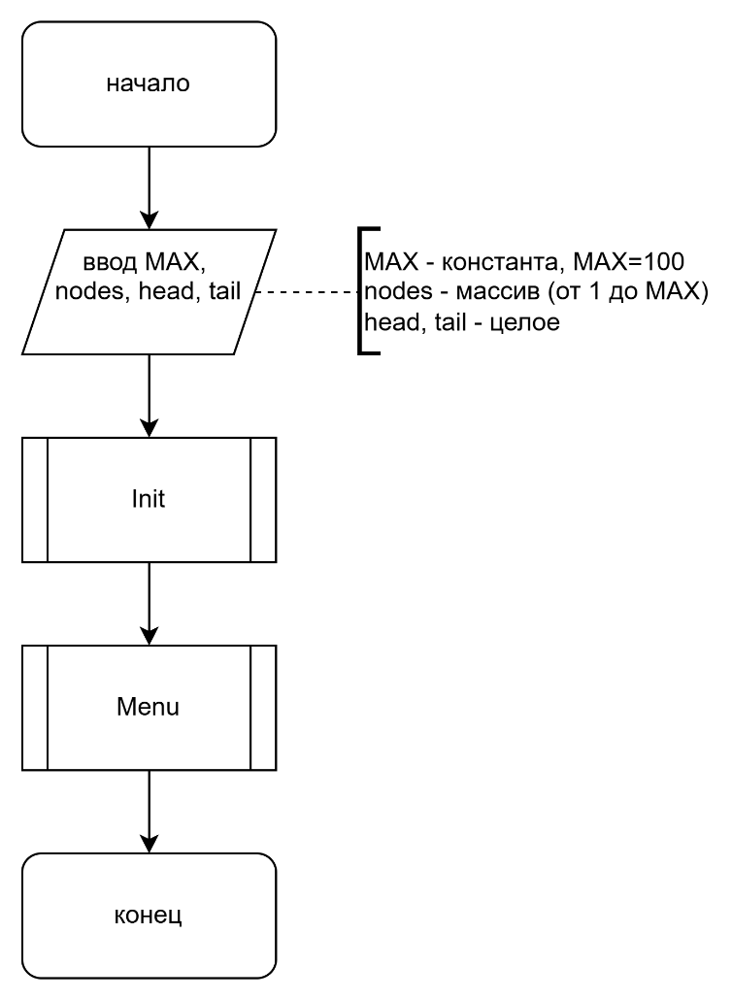 начало
ввод MAX,
nodes, head, tail
MAX - константа, MAX=100
nodes - массив (от 1 до MAX)
head, tail - целое
Init
Menu
конец